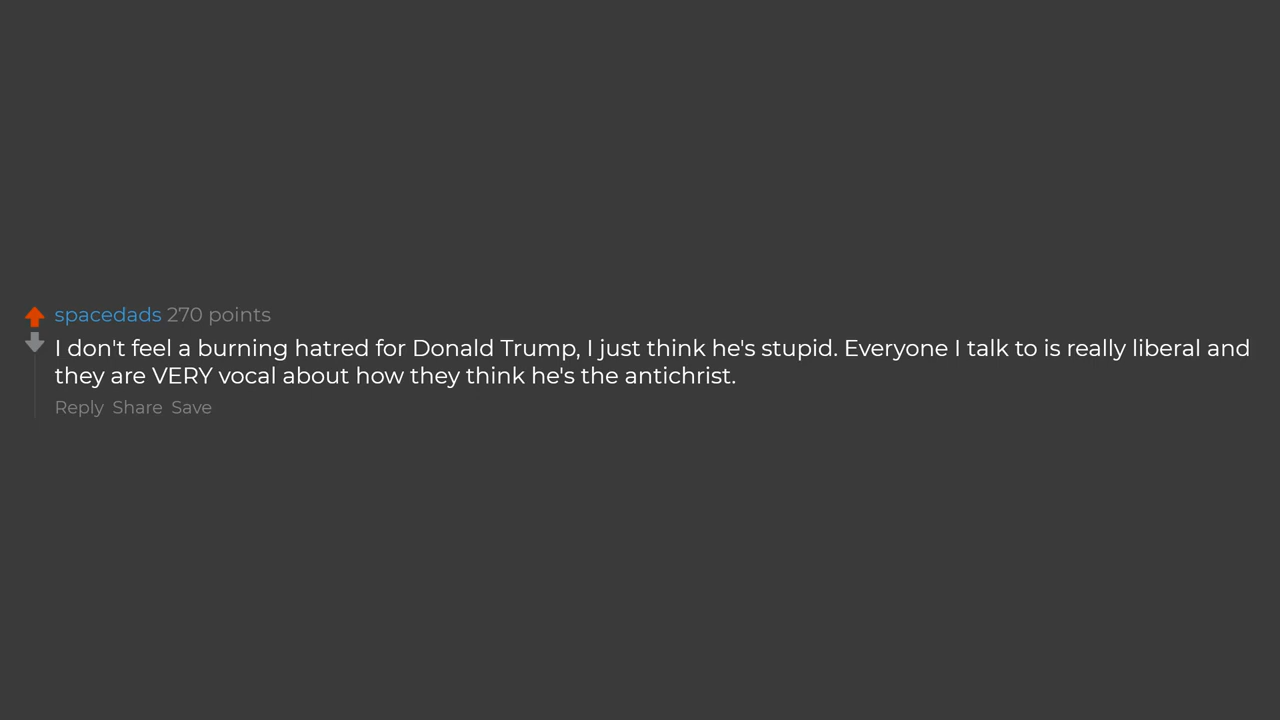 spacedads 270 points
I don't feel a burning hatred for Donald Trump, I just think he's stupid. Everyone I talk to is really liberal and
they are VERY vocal about how they think he's the antichrist.
Reply Share Save